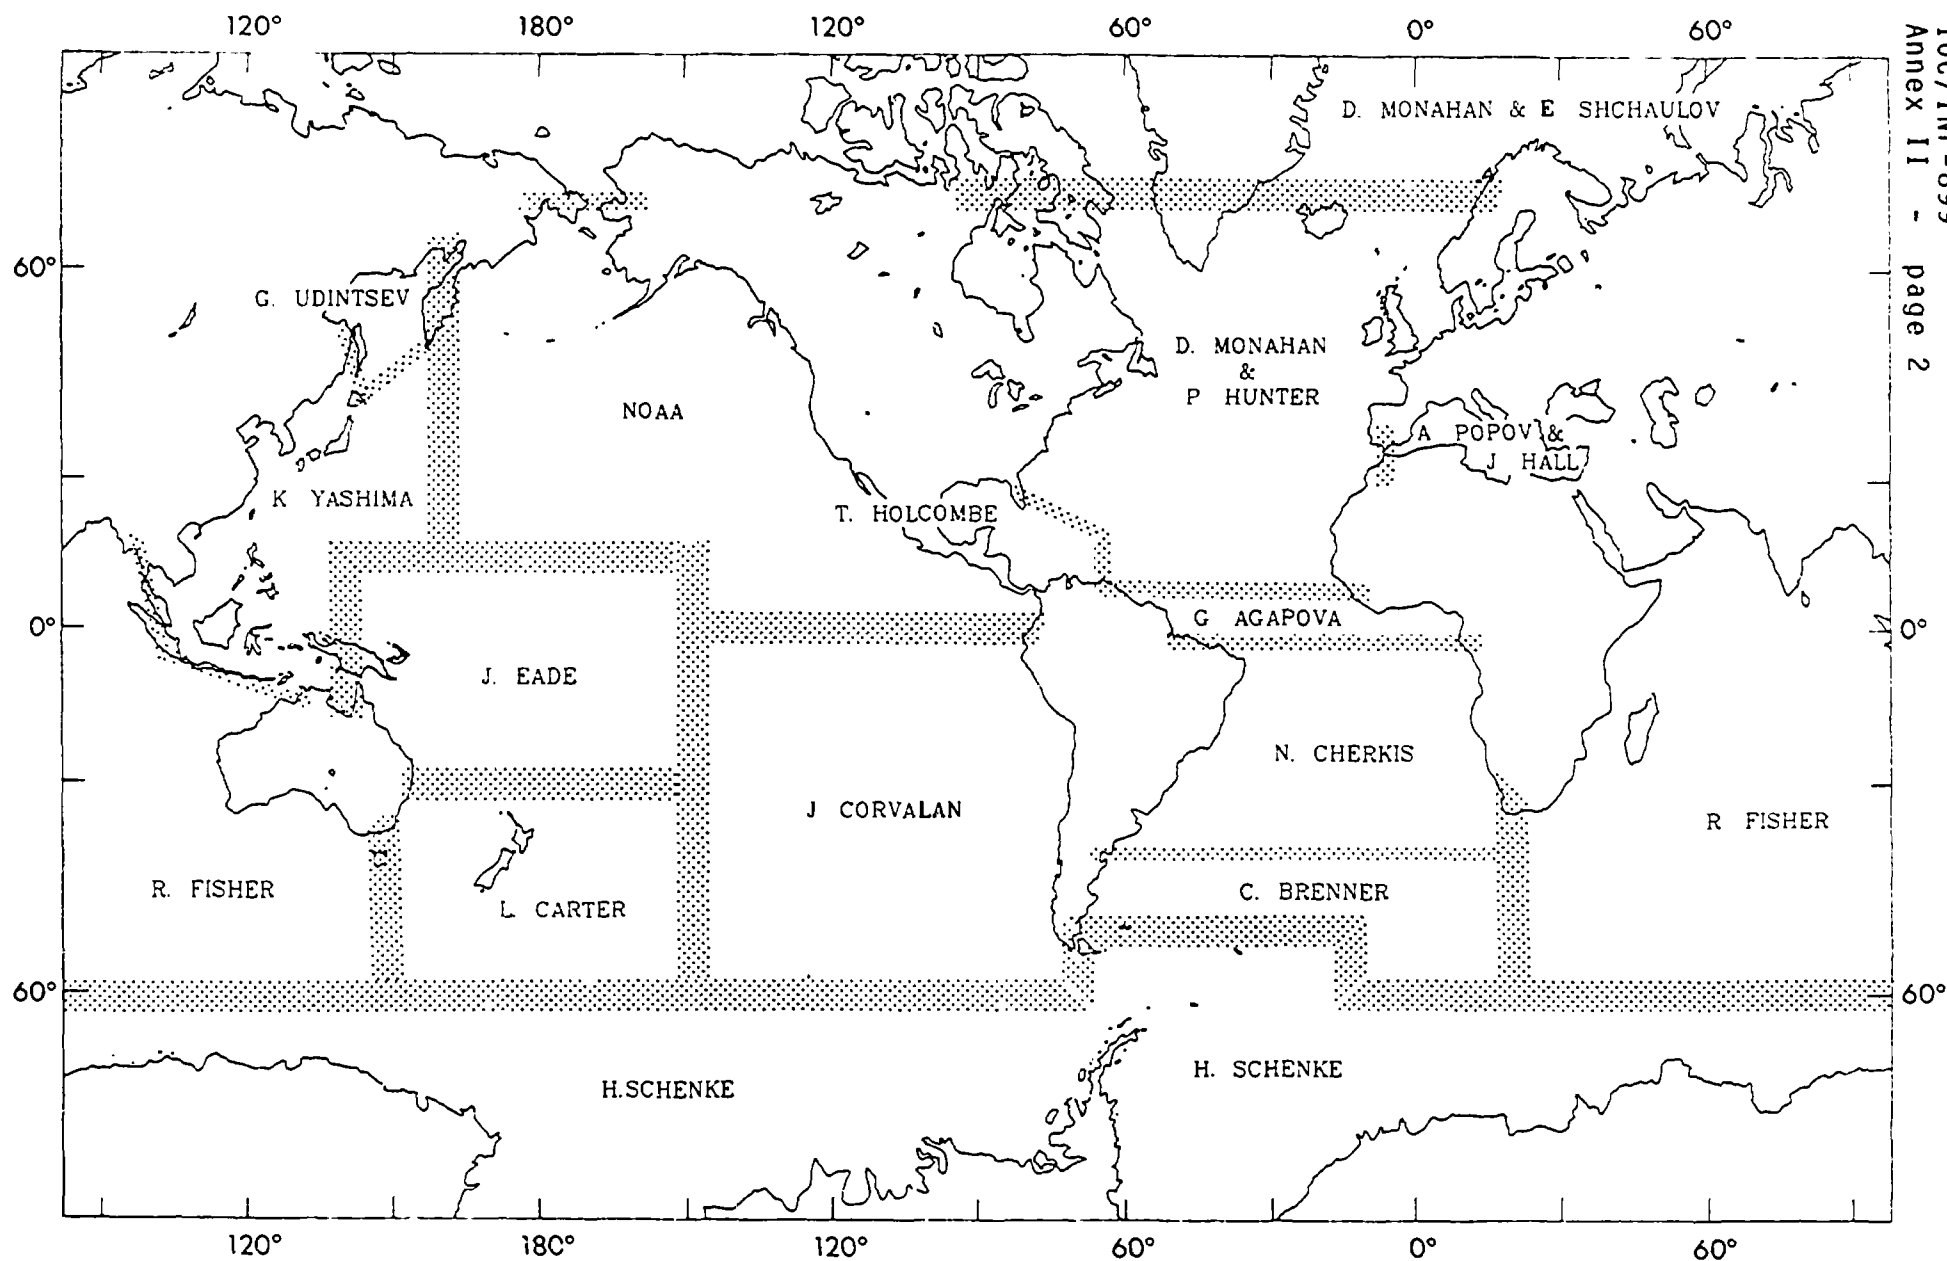 120° 180° 120° 60° 0° 60°
Annex II - page 2
D. MONAHAN & E SHCHAULOV
60°
G. UDINTSEV
D. MONAHAN
&
P HUNTER
NOAA
A POPOV &
J HALL
K YASHIMA
T. HOLCOMBE
0°
G AGAPOVA
0°
J. EADE
N. CHERKIS
J CORVALAN
R FISHER
R. FISHER
L. CARTER
C. BRENNER
60°
60°
H.SCHENKE
H. SCHENKE
120° 180° 120° 60° 0° 60°